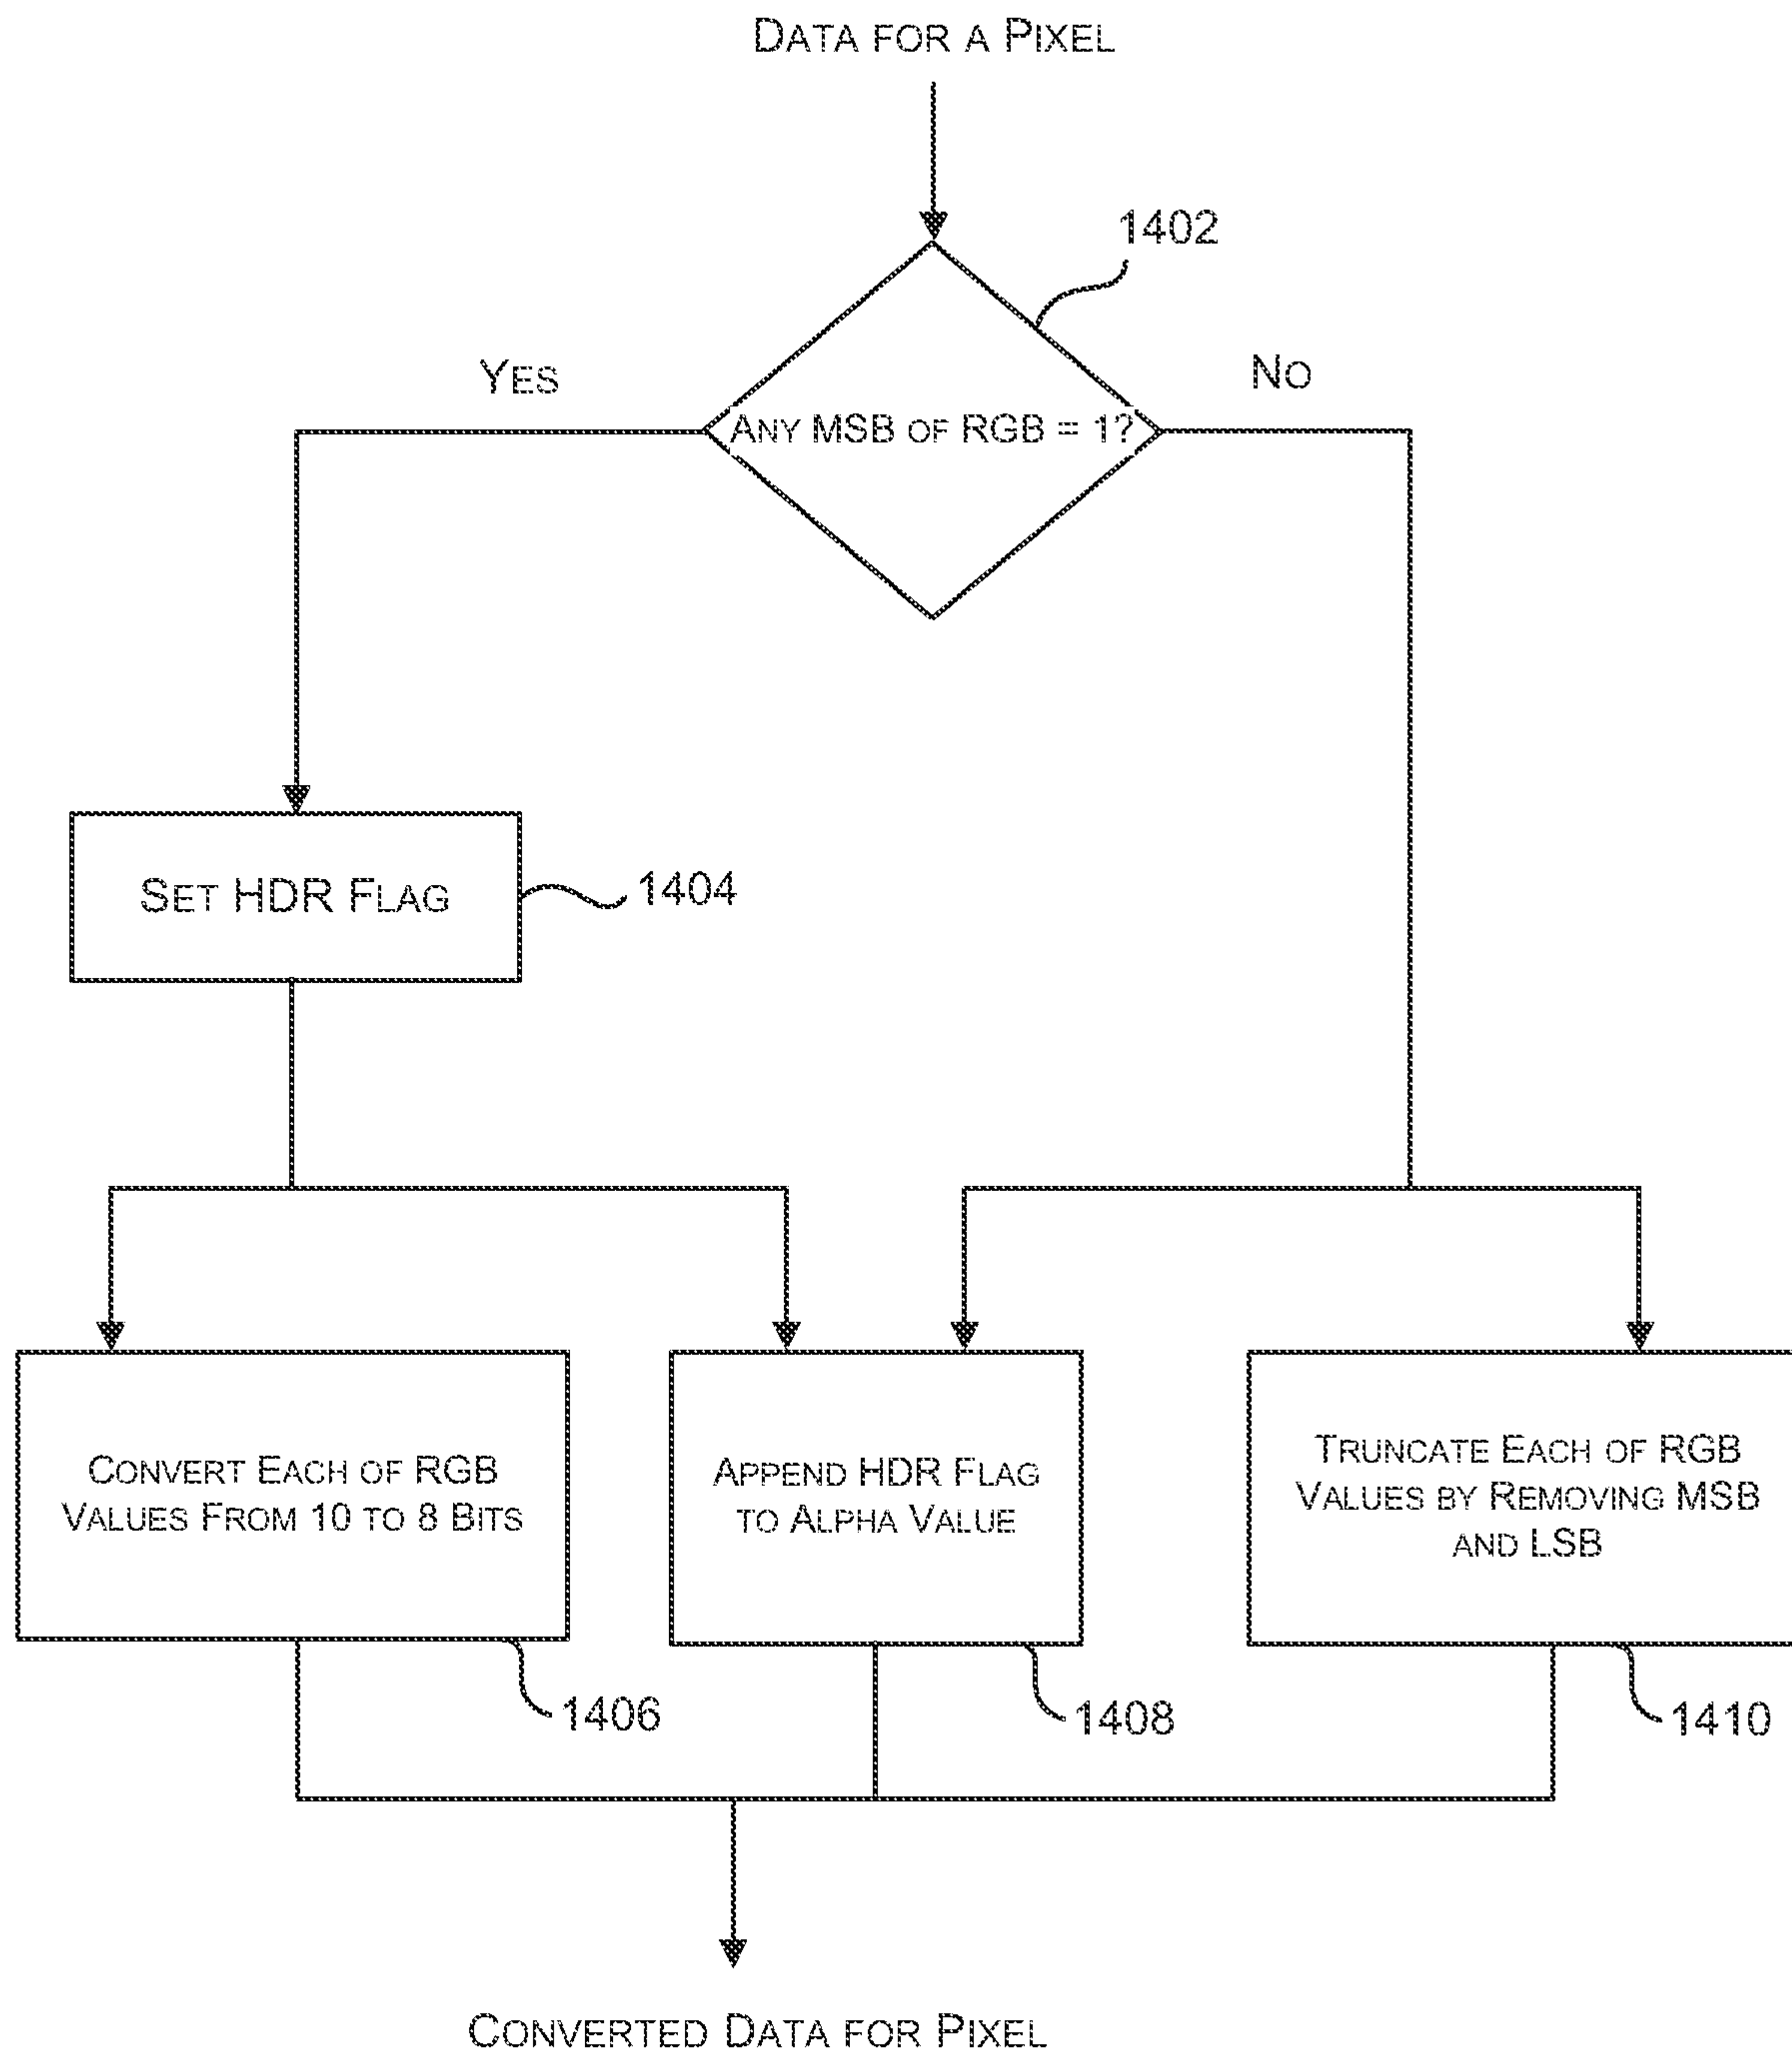 DATA FOR A PIXEL
1402
YES
NO
ANY MSB OF RGB = 1?
SET HDR FLAG
1404
CONVERT EACH OF RGB
VALUES FROM 10 TO 8 BITS
APPEND HDR FLAG
TO ALPHA VALUE
TRUNCATE EACH OF RGB
VALUES BY REMOVING MSB
AND LSB
1406
1408
1410
CONVERTED DATA FOR PIXEL